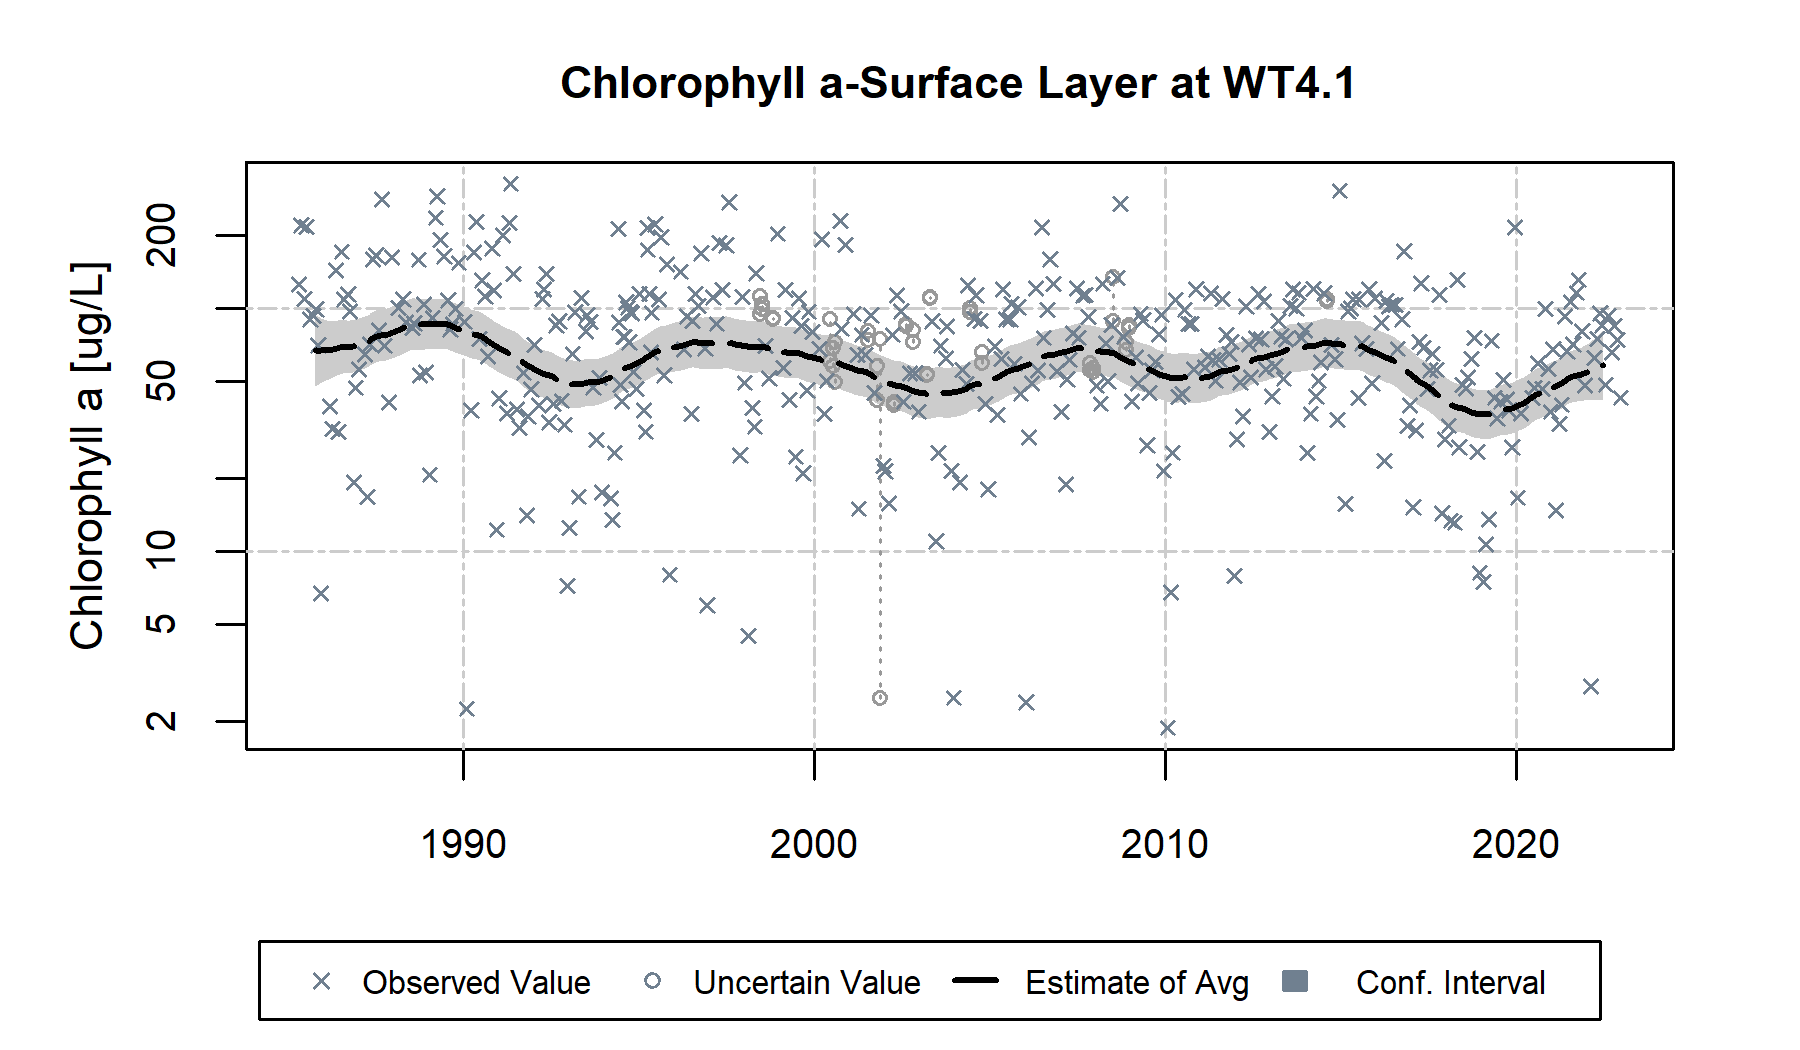 Chlorophyll a-Surface Layer at WT4.1
Chlorophyll a [ug/L]
200
50
10
5
2
1990 2000 2010 2020
Observed Value Uncertain Value Estimate of Avg Conf. Interval